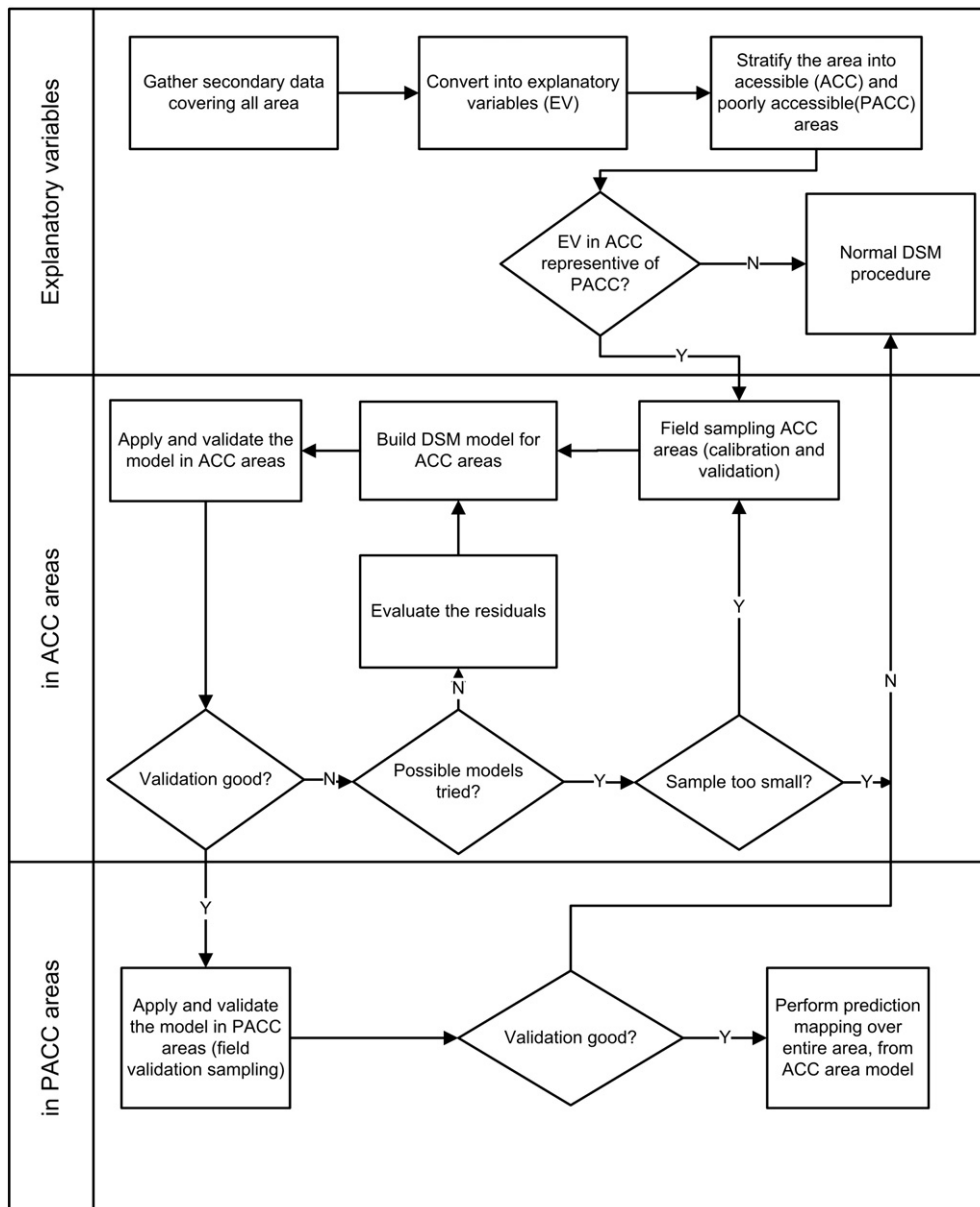 Explanatory variables
Gather secondary data
covering all area
Convert into explanatory
variables (EV)
Stratify the area into
acessible (ACC) and
poorly accessible(PACC)
areas
EV in ACC
representive of
PACC?
N
Normal DSM
procedure
Y
in ACC areas
Apply and validate the
model in ACC areas
Build DSM model for
ACC areas
Field sampling ACC
areas (calibration and
validation)
Evaluate the residuals
Y
N
N
Validation good?
N
Possible models
tried?
Y
Sample too small?
Y
in PACC areas
Y
Apply and validate
the model in PACC
areas (field
validation sampling)
Validation good?
Y
Perform prediction
mapping over
entire area, from
ACC area model